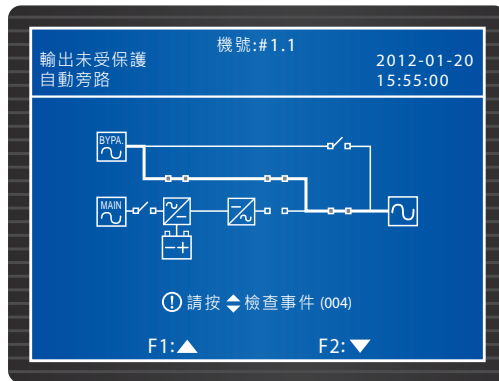 機號:#1.1
輸出未受保護
2012-01-20
自動旁路
15:55:00
BYPA.
MAIN
! 請按 檢查事件 (004)
F1:
F2: